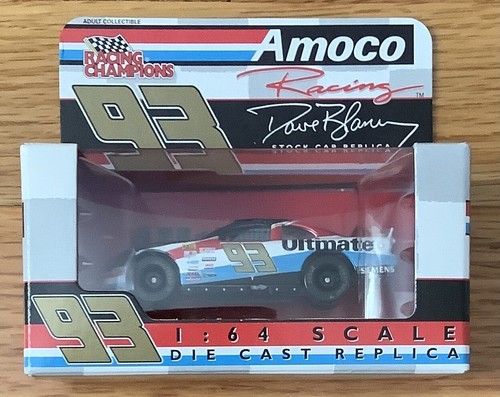 ADULT COLLECTIBLE
RACING
CHAMPIONS
Amoco
Racing
TM
93
Dave Blaney
STOCK CAR REPLICA
Ultimate
93
SIEMENS
93
1:64 SCALE
DIE CAST REPLICA